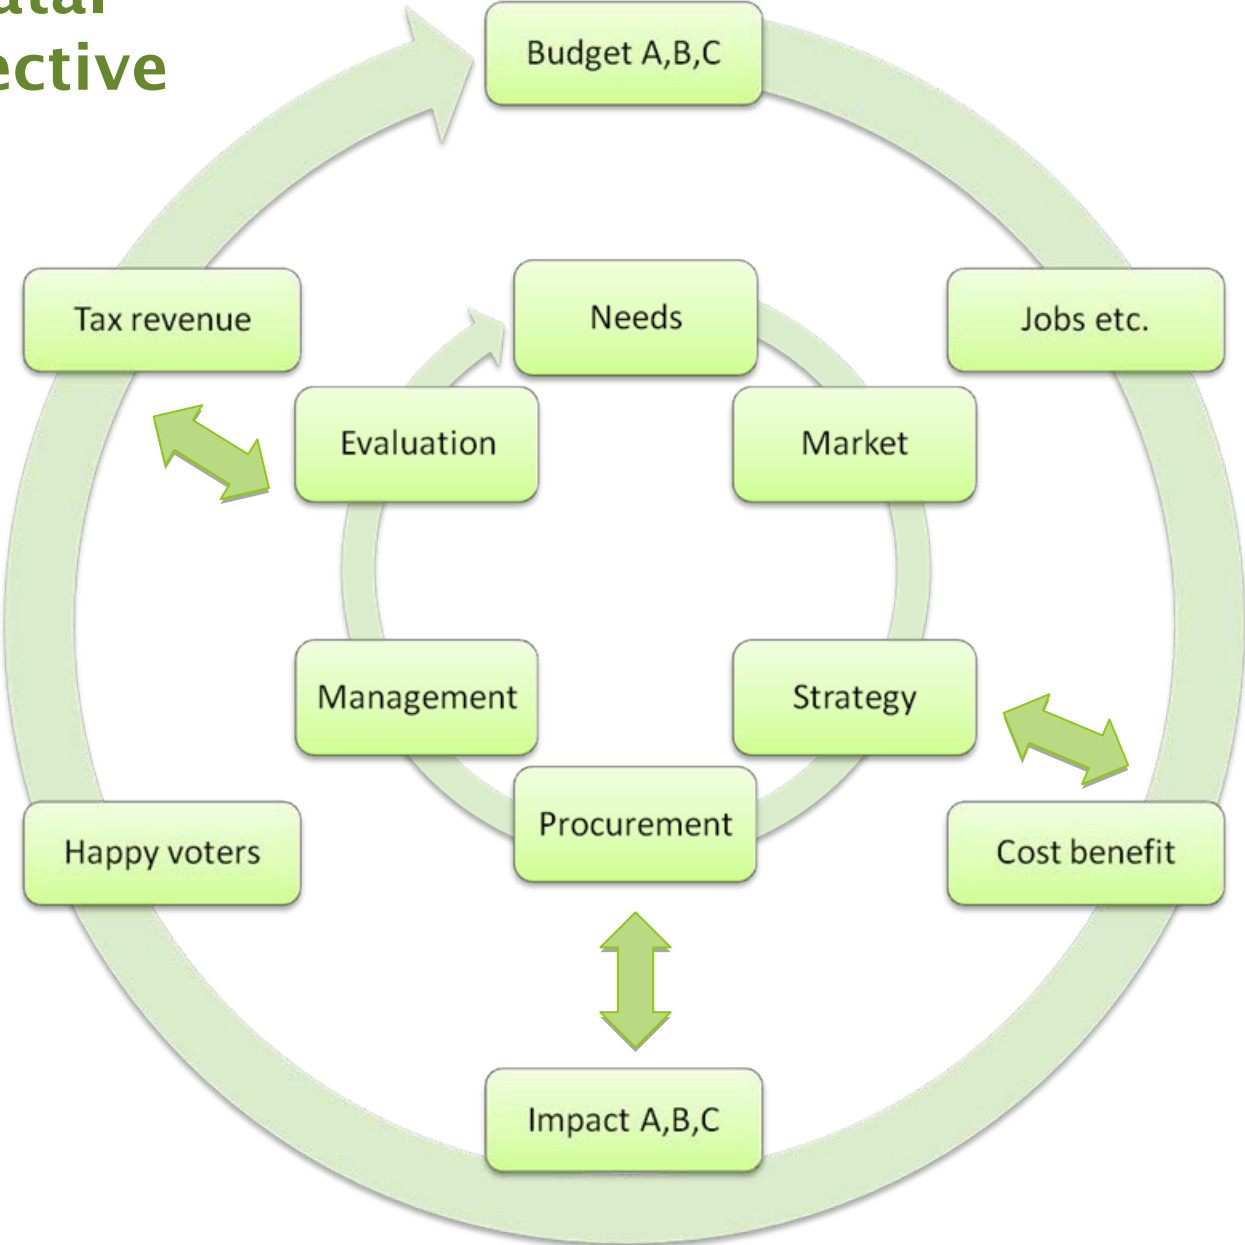 ective
Budget A,B,C
Tax revenue
Needs
Jobs etc.
Evaluation
Market
Management
Strategy
Happy voters
Procurement
Cost benefit
Impact A,B,C